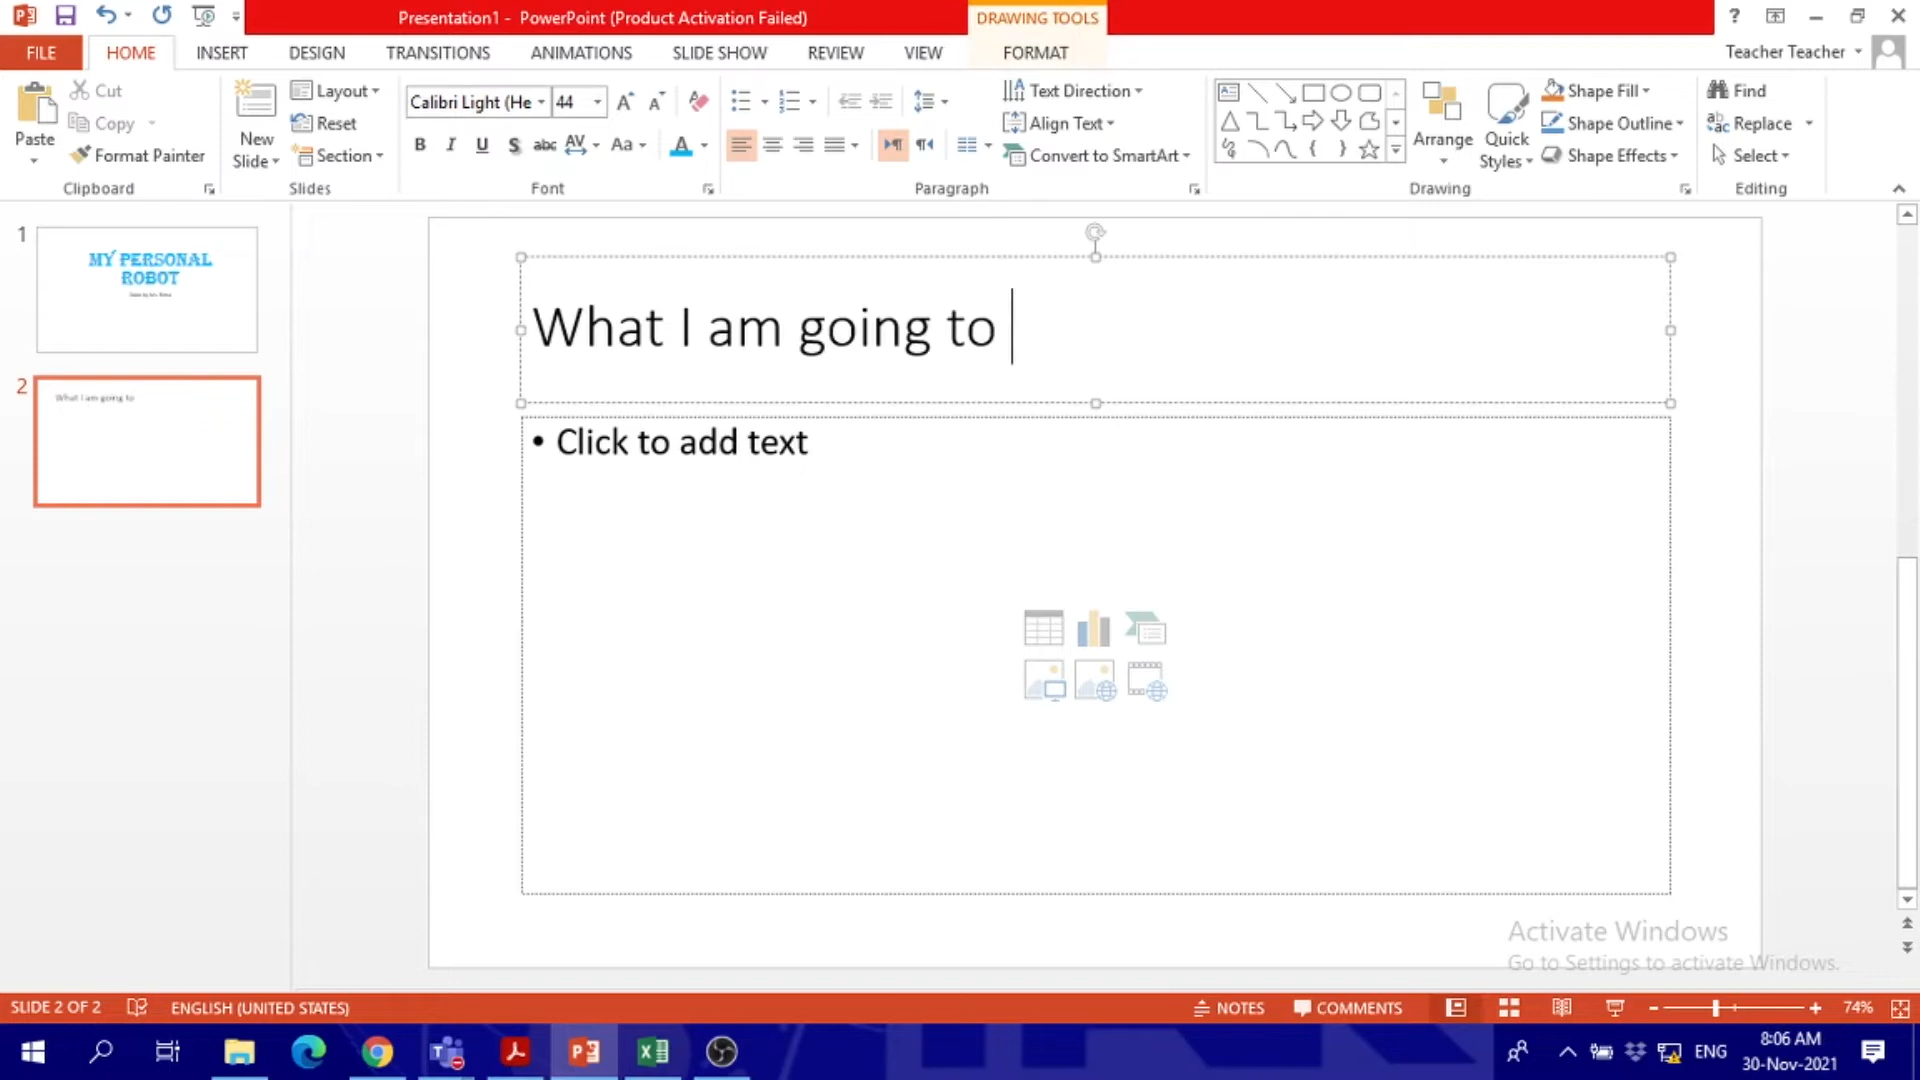 Presentation1 - PowerPoint (Product Activation Failed)
DRAWING TOOLS
?
FILE
HOME
INSERT
DESIGN
TRANSITIONS
ANIMATIONS
SLIDE SHOW
REVIEW
VIEW
FORMAT
Teacher Teacher
Paste
Cut
Copy
Format Painter
Clipboard
New
Slide
Layout
Reset
Section
Slides
Calibri Light (He
44
B I U S abc AV Aa A
Font
Text Direction
Align Text
Convert to SmartArt
Paragraph
Arrange
Quick
Styles
Shape Fill
Shape Outline
Shape Effects
Drawing
Find
Replace
Select
Editing
1
MY PERSONAL
ROBOT
2
What I am going to
What I am going to
• Click to add text
Activate Windows
Go to Settings to activate Windows.
SLIDE 2 OF 2
ENGLISH (UNITED STATES)
NOTES
COMMENTS
74%
ENG
8:06 AM
30-Nov-2021